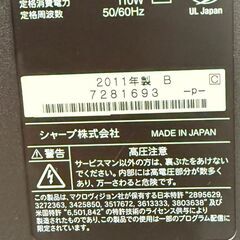 定格消費電力 110W
定格周波数 50/60Hz
UL Japan
2011年製 B
C
7281693 -p-
シャープ株式会社 MADE IN JAPAN
警告
高圧注意
サービスマン以外の方は、裏ぶたをあけないでください。内部には高電圧部分が数多く
あり、万一さわると危険です。
この製品は、マクロヴィジョン社が保有する日本特許 "2895629,
3272363, 3425850, 3517672, 3613333, 3803638" 及び
米国特許 "6,501,842" で特許のライセンス供与により